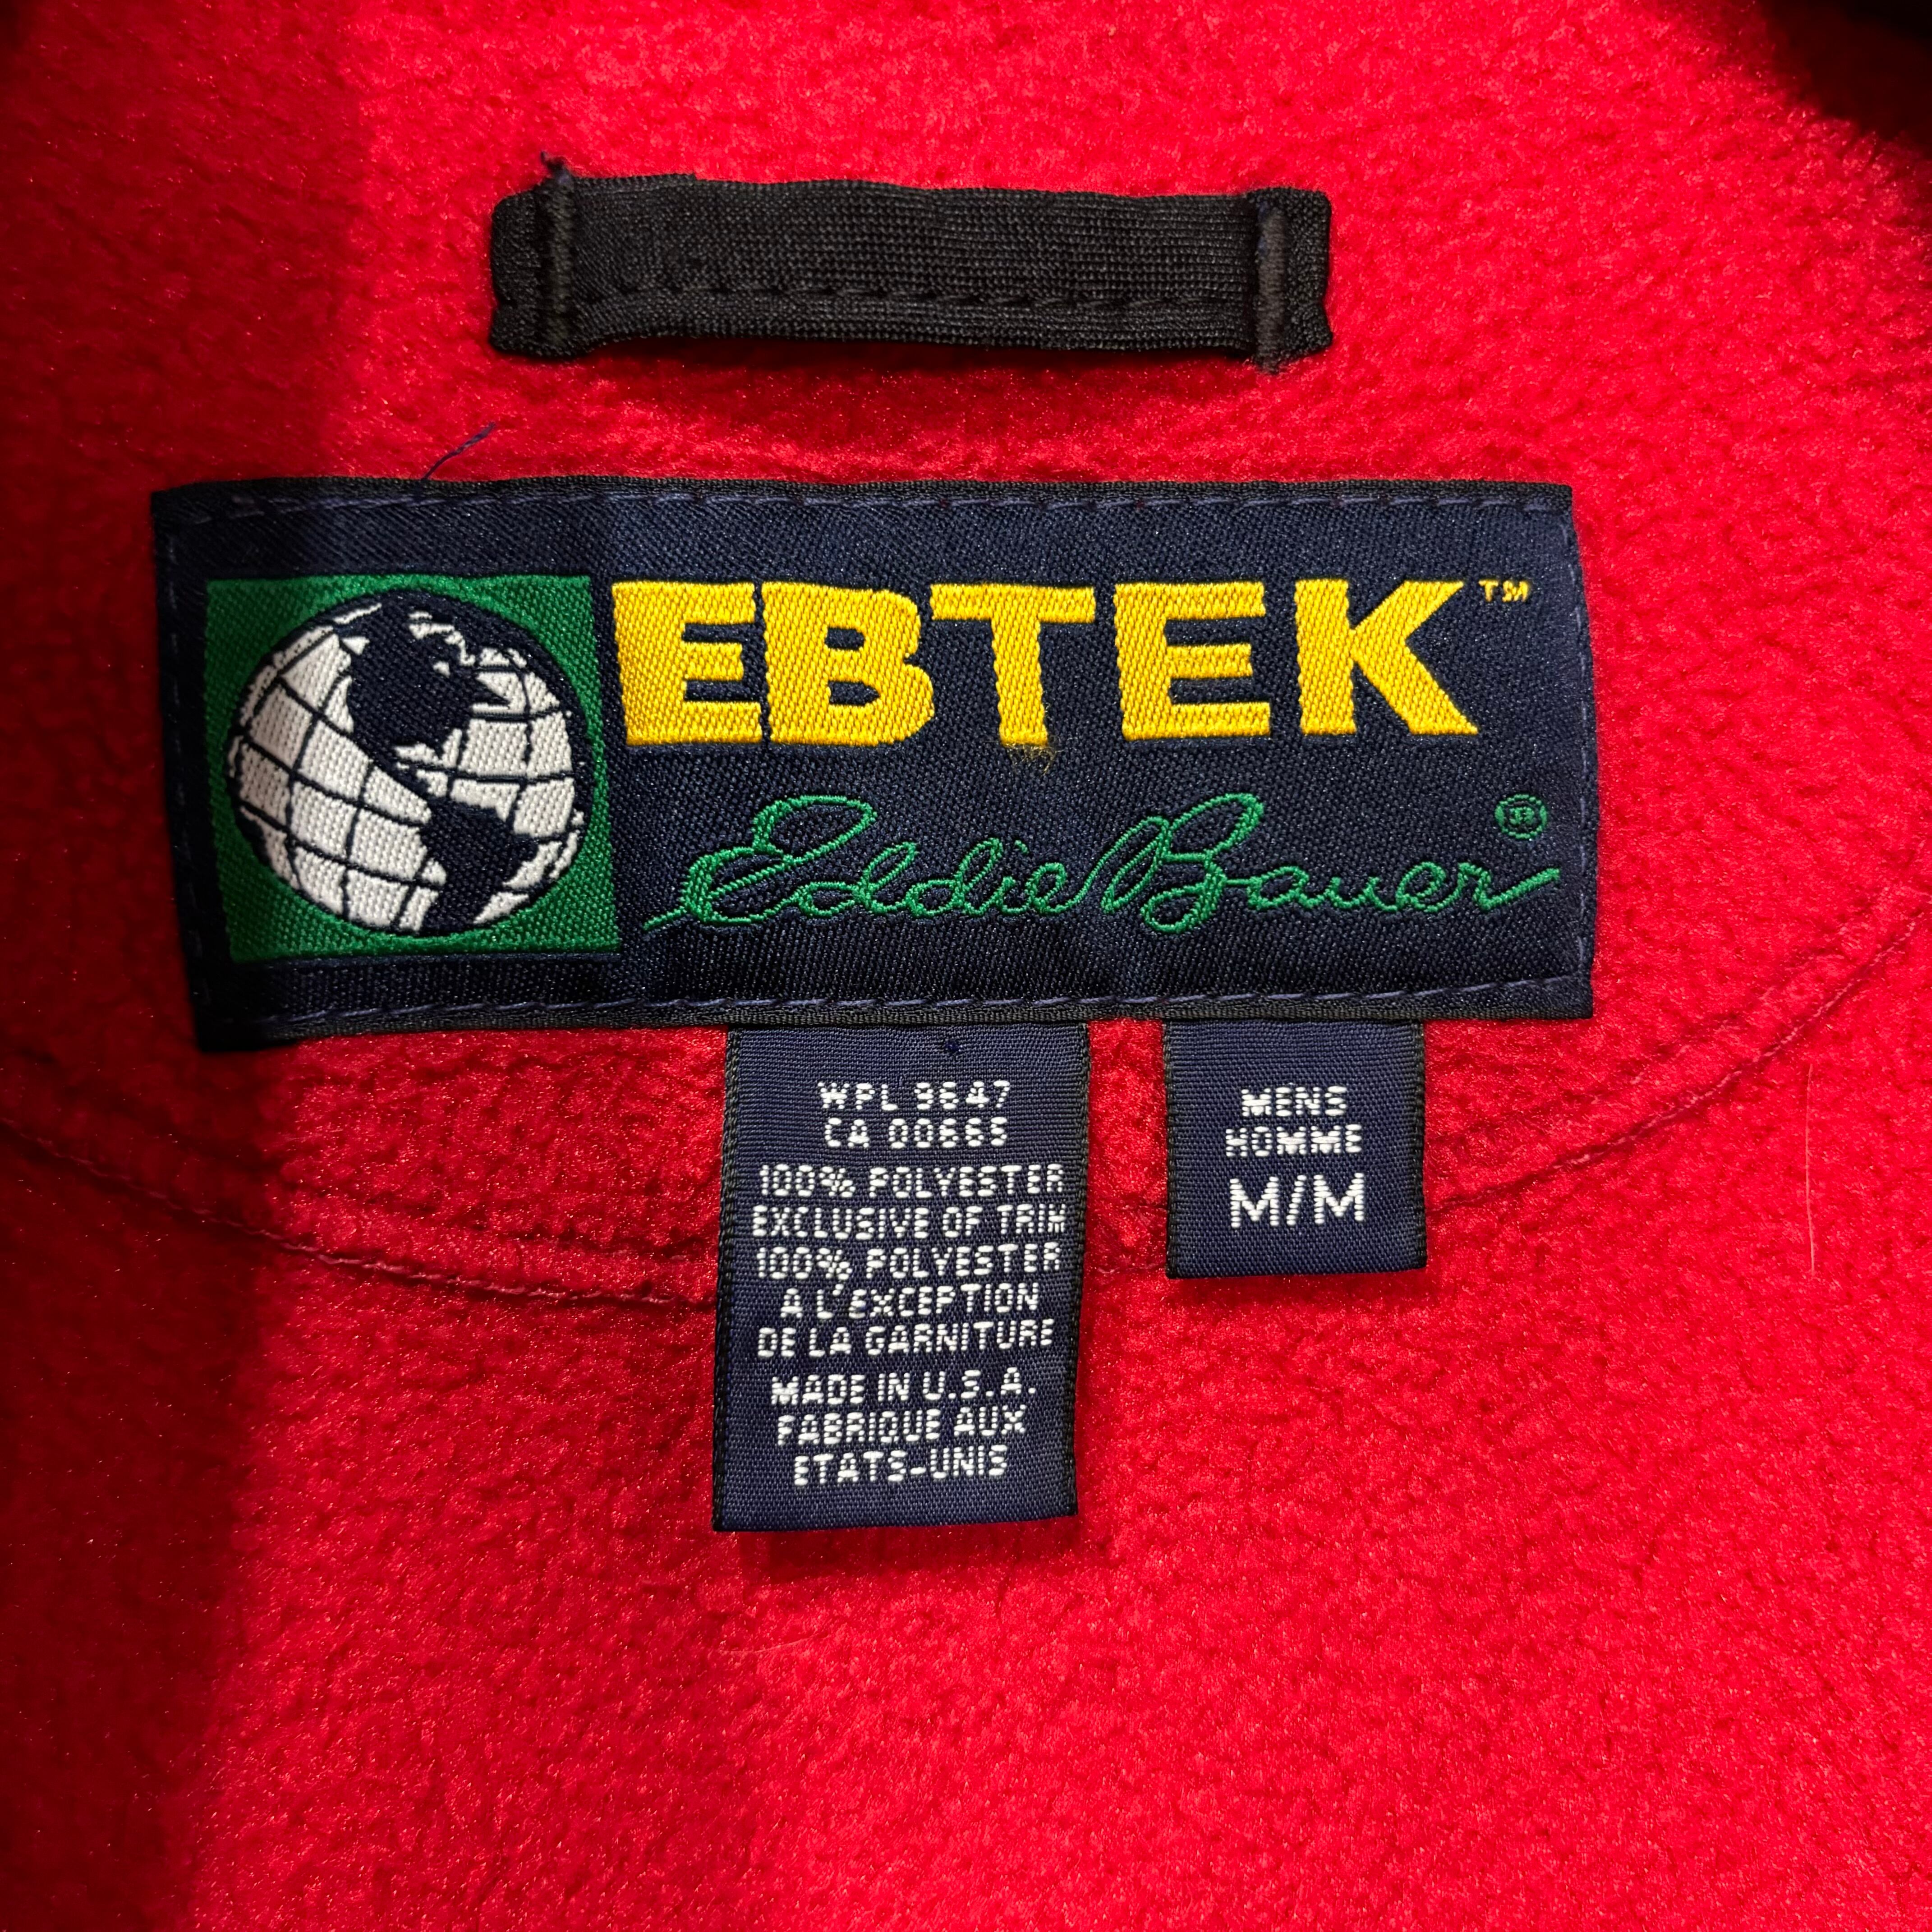 EBTEK™
Eddie Bauer®
WPL 9647
CA 00665
100% POLYESTER
EXCLUSIVE OF TRIM
100% POLYESTER
A L'EXCEPTION
DE LA GARNITURE
MADE IN U.S.A.
FABRIQUE AUX
ETATS-UNIS
MENS
HOMME
M/M